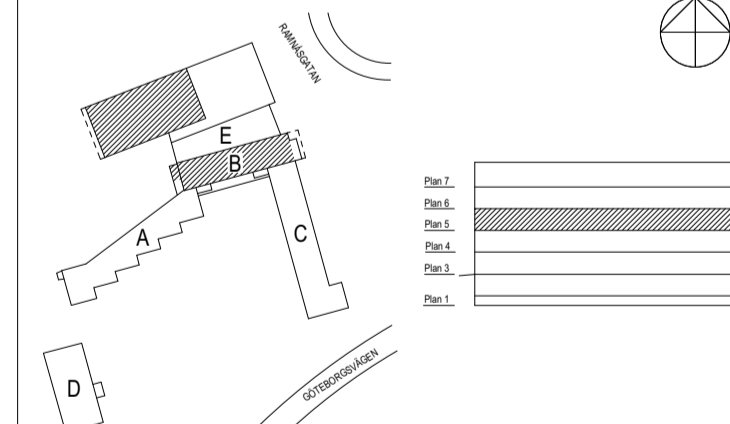 RAMNÅSGATAN
E
B
A
C
D
GÖTEBORGSVÄGEN
Plan 7
Plan 6
Plan 5
Plan 4
Plan 3
Plan 1